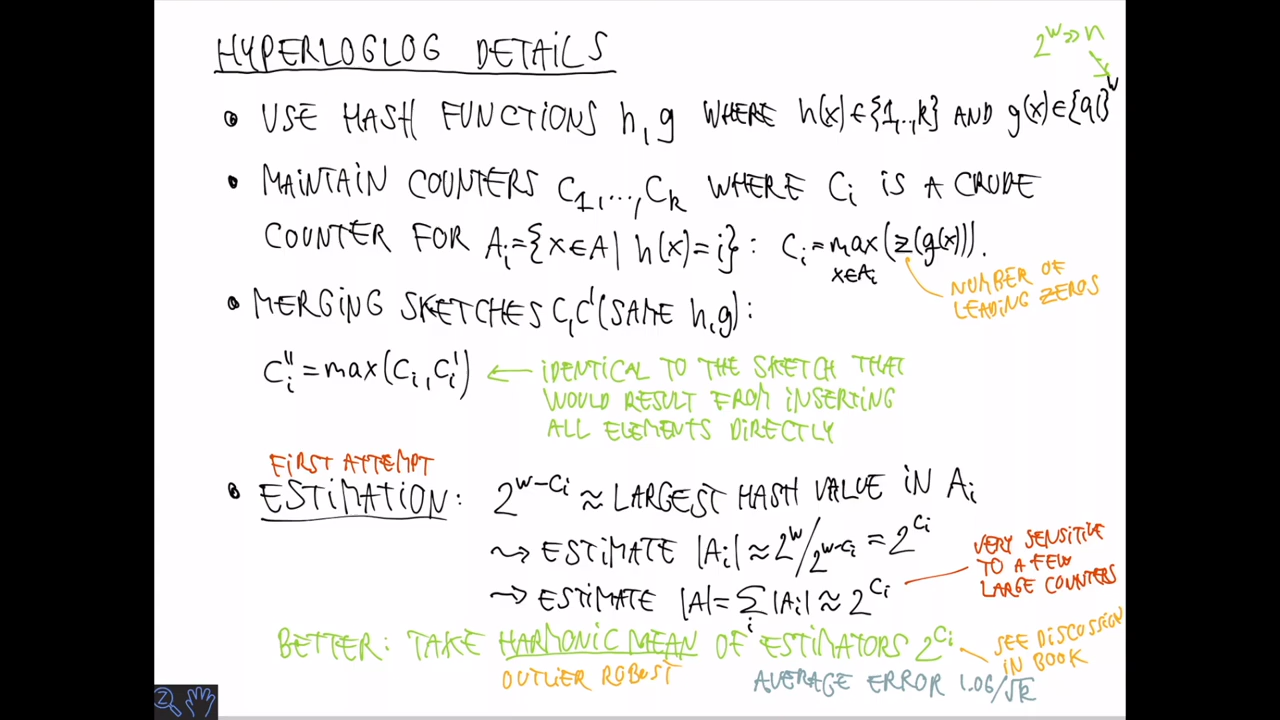 HYPERLOGLOG DETAILS
2^w >> n
• USE HASH FUNCTIONS h, g WHERE h(x) ∈ {1,..,k} AND g(x) ∈ {0,1}^w
• MAINTAIN COUNTERS C_1,...,C_k WHERE C_i IS A CRUDE
COUNTER FOR A_i = {x ∈ A | h(x) = i} : C_i = max_{x∈A_i} (z(g(x))).
NUMBER OF
LEADING ZEROS
• MERGING SKETCHES C, C' (SAME h, g) :
C''_i = max(C_i, C'_i) ← IDENTICAL TO THE SKETCH THAT
WOULD RESULT FROM INSERTING
ALL ELEMENTS DIRECTLY
FIRST ATTEMPT
• ESTIMATION : 2^{w-C_i} ≈ LARGEST HASH VALUE IN A_i
⇝ ESTIMATE |A_i| ≈ 2^w / 2^{w-C_i} = 2^{C_i}
⇝ ESTIMATE |A| = Σ_i |A_i| ≈ 2^{C_i}
VERY SENSITIVE
TO A FEW
LARGE COUNTERS
BETTER : TAKE HARMONIC MEAN OF ESTIMATORS 2^{C_i}
SEE DISCUSSION
IN BOOK
OUTLIER ROBUST
AVERAGE ERROR 1.06/√k